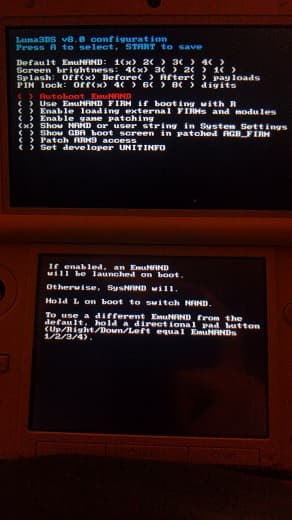 Luma3DS v8.0 configuration
Press A to select, START to save
Default EmuNAND: 1(x) 2( ) 3( ) 4( )
Screen brightness: 4(x) 3( ) 2( ) 1( )
Splash: Off(x) Before( ) After( ) payloads
PIN lock: Off(x) 4( ) 6( ) 8( ) digits
( ) Autoboot EmuNAND
( ) Use EmuNAND FIRM if booting with R
( ) Enable loading external FIRMs and modules
( ) Enable game patching
(x) Show NAND or user string in System Settings
( ) Show GBA boot screen in patched AGB_FIRM
( ) Patch ARM9 access
( ) Set developer UNITINFO
If enabled, an EmuNAND
will be launched on boot.
Otherwise, SysNAND will.
Hold L on boot to switch NAND.
To use a different EmuNAND from the
default, hold a directional pad button
(Up/Right/Down/Left equal EmuNANDs
1/2/3/4).